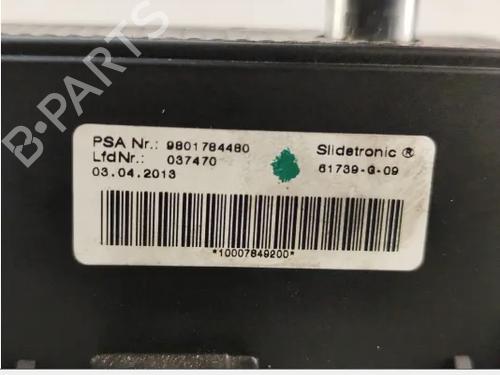 B-PARTS
PSA Nr.: 9801784480
Slidetronic ®
LfdNr.: 037470
61739-G-09
03.04.2013
*10007849200*